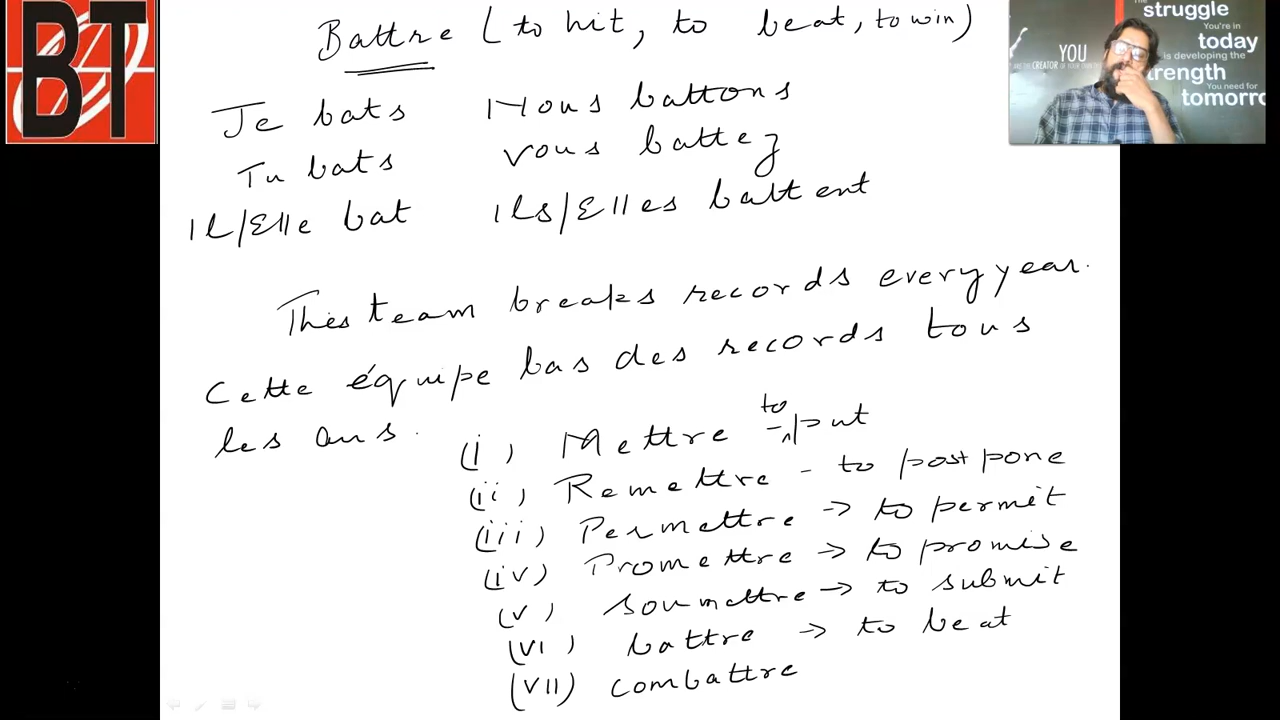 BT
struggle
You're in
today
YOU
is developing the
You need for
tomorro
Battre (to hit, to beat, to win)
Je bats Nous battons
Tu bats vous battez
Il/Elle bat Ils/Elles battent
This team breaks records every year.
Cette équipe bas des records tous
les ans.
(i) Mettre - to put
(ii) Remettre - to postpone
(iii) Permettre → to permit
(iv) Promettre → to promise
(v) soumettre → to submit
(VI) battre → to beat
(VII) combattre